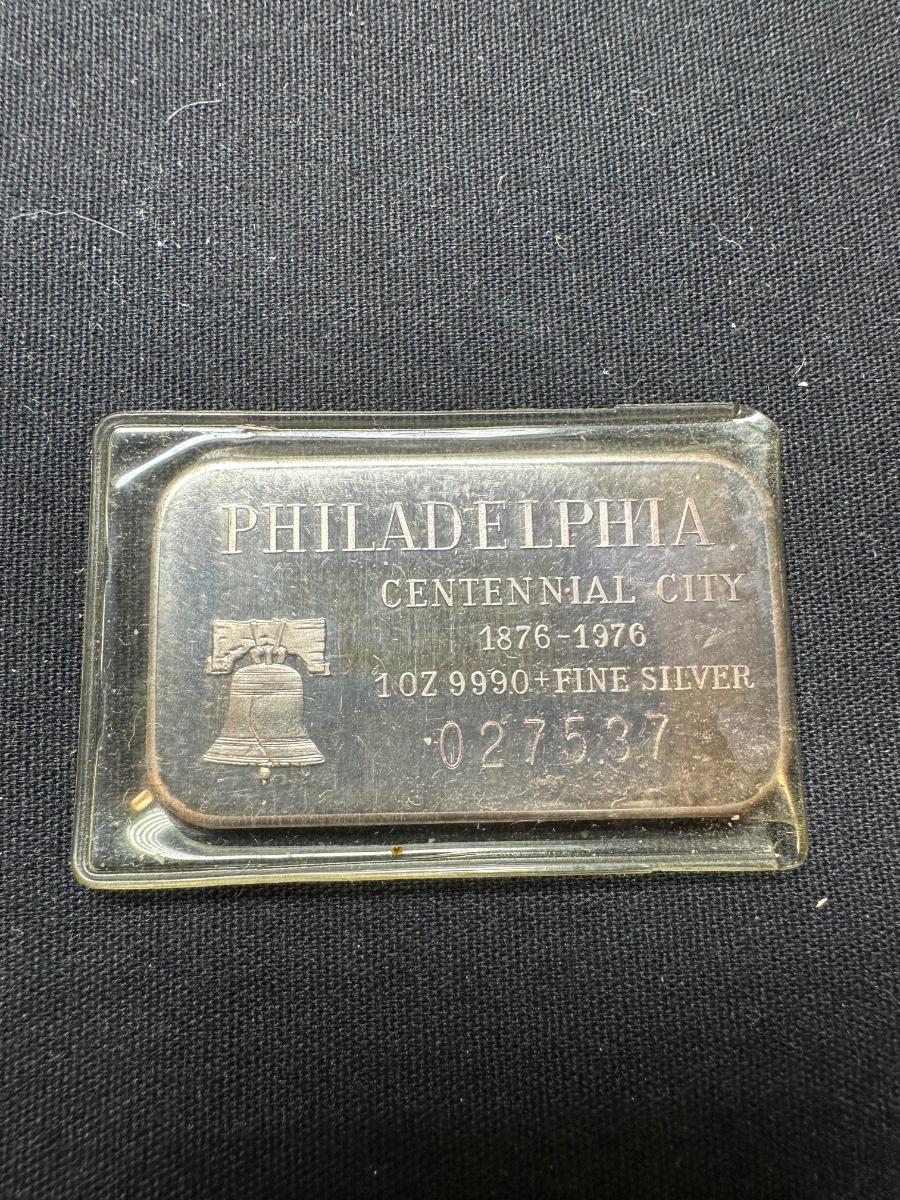 PHILADELPHIA
CENTENNIAL CITY
1876-1976
1 OZ 9990+ FINE SILVER
027537